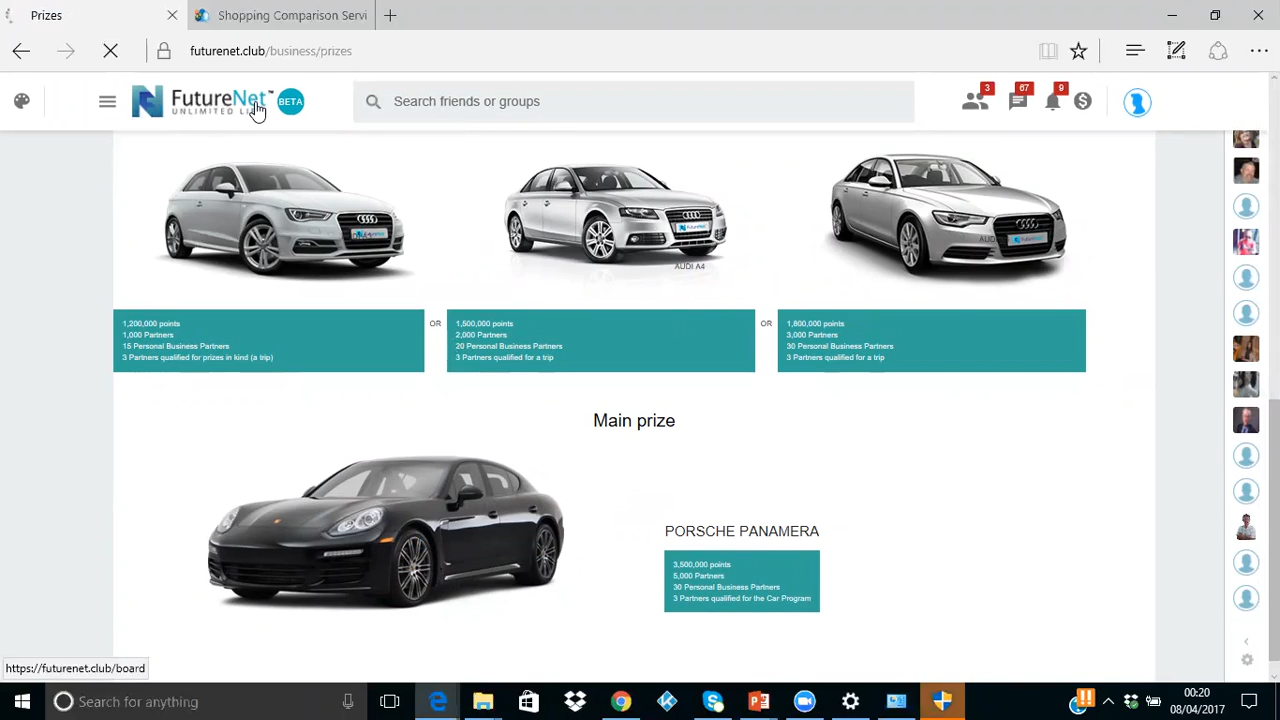 Prizes
Shopping Comparison Servi
futurenet.club/business/prizes
FutureNet™
UNLIMITED
BETA
Search friends or groups
3
67
9
AUDI A4
1,200,000 points
1,000 Partners
15 Personal Business Partners
3 Partners qualified for prizes in kind (a trip)
OR
1,500,000 points
2,000 Partners
20 Personal Business Partners
3 Partners qualified for a trip
OR
1,800,000 points
3,000 Partners
30 Personal Business Partners
3 Partners qualified for a trip
Main prize
PORSCHE PANAMERA
3,500,000 points
5,000 Partners
30 Personal Business Partners
3 Partners qualified for the Car Program
https://futurenet.club/board
Search for anything
00:20
08/04/2017